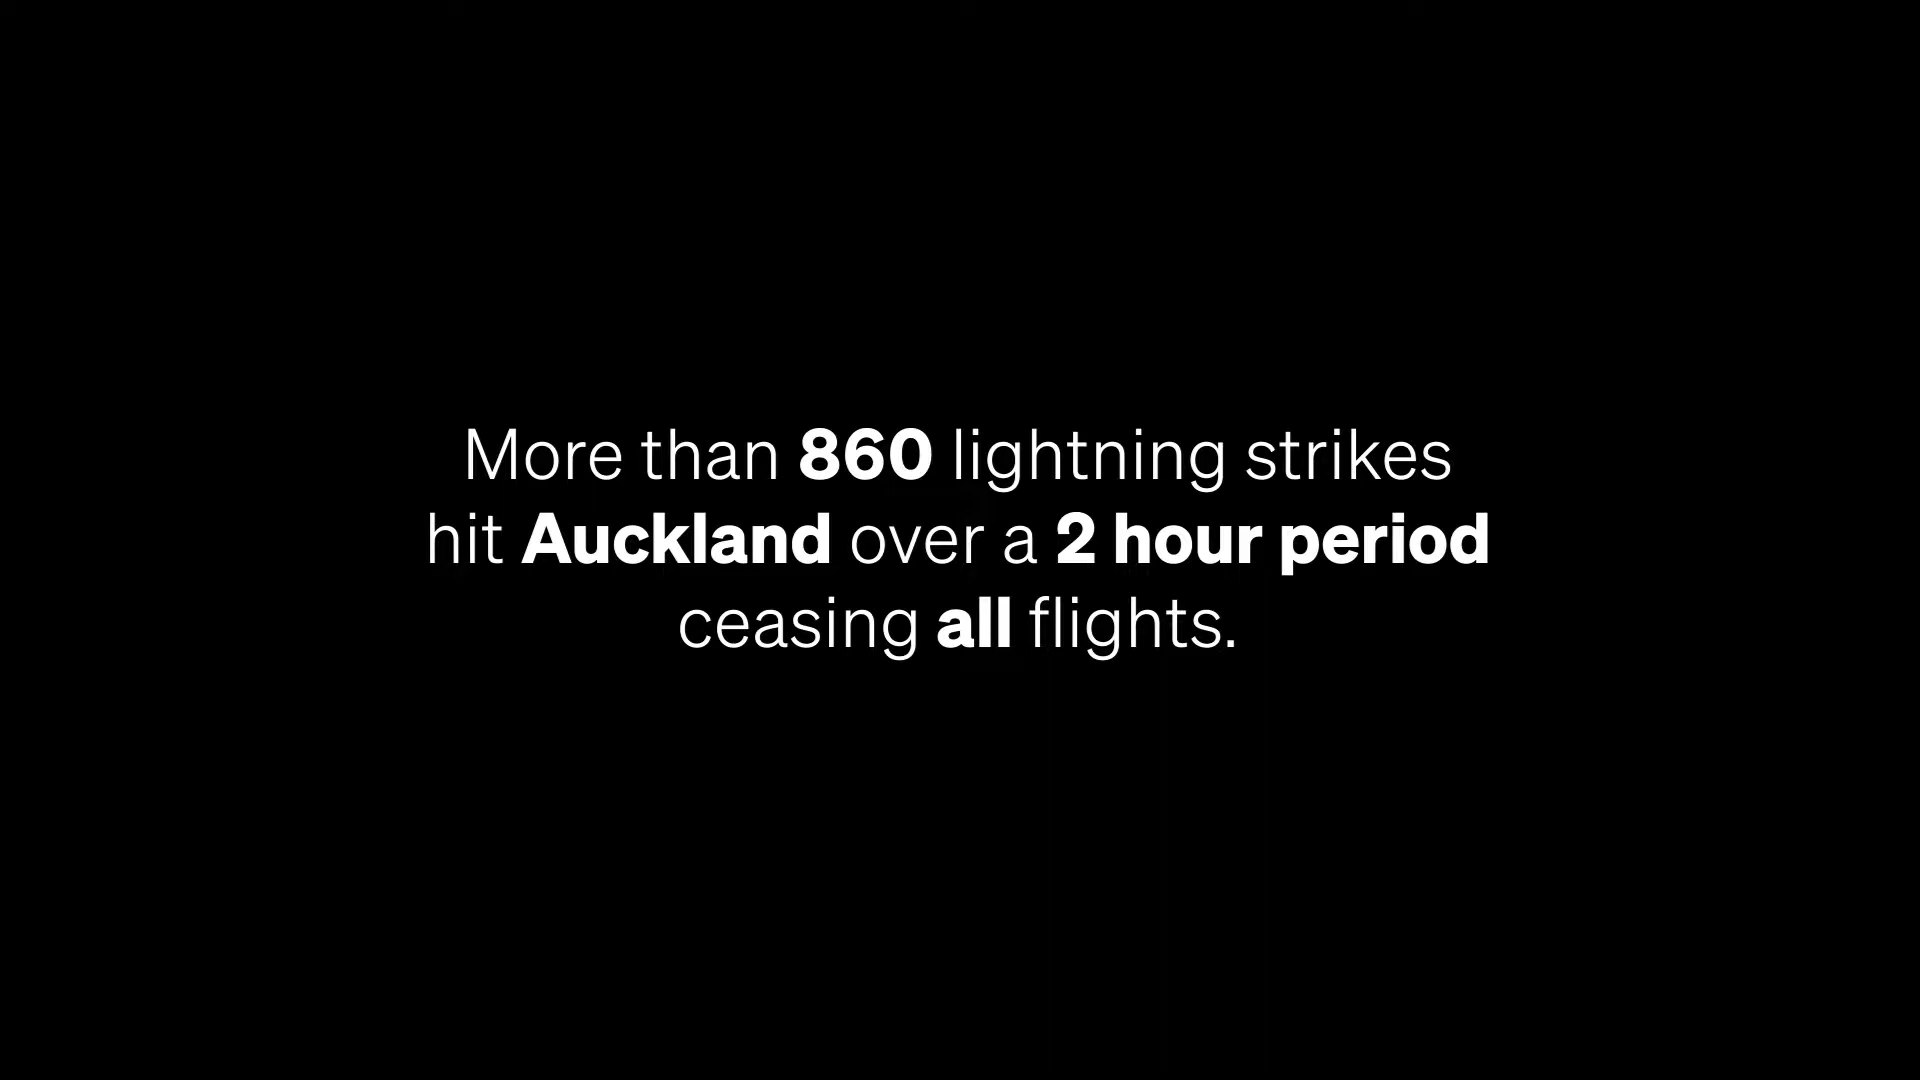 More than 860 lightning strikes
hit Auckland over a 2 hour period
ceasing all flights.